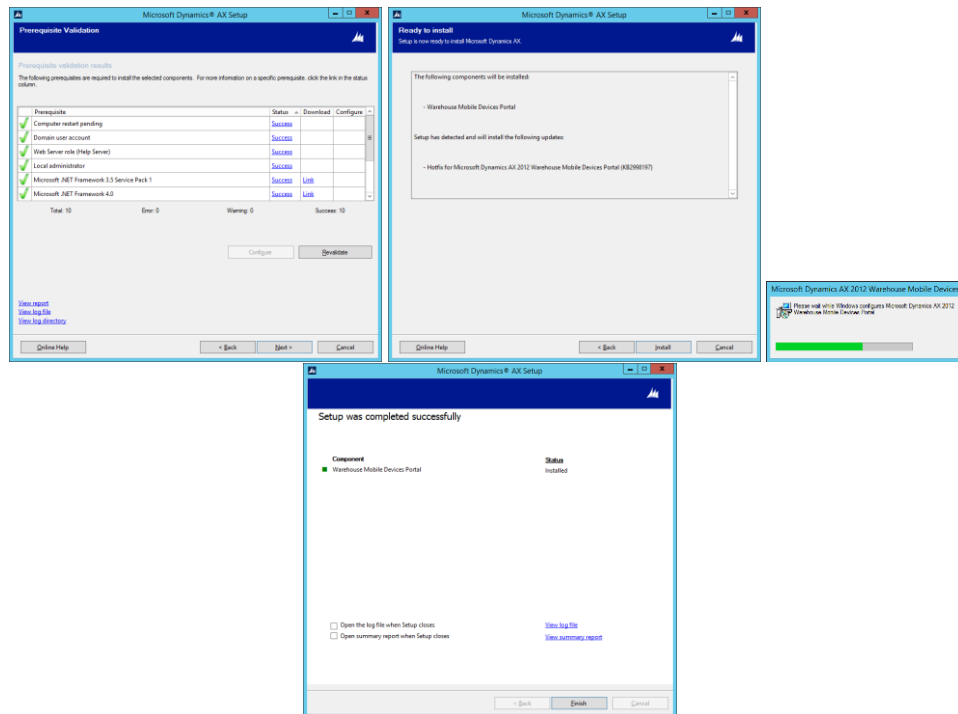 Microsoft Dynamics® AX Setup
Prerequisite Validation
Prerequisite validation results
The following prerequisites are required to install the selected components. For more information on a specific prerequisite, click the link in the status
column.
Prerequisite Status Download Configure
Computer restart pending Success
Domain user account Success
Web Server role (Help Server) Success
Local administrator Success
Microsoft .NET Framework 3.5 Service Pack 1 Success Link
Microsoft .NET Framework 4.0 Success Link
Total: 10 Error: 0 Warning: 0 Success: 10
Configure Revalidate
View report
View log file
View log directory
Online Help < Back Next > Cancel
Microsoft Dynamics® AX Setup
Ready to install
Setup is now ready to install Microsoft Dynamics AX.
The following components will be installed:
- Warehouse Mobile Devices Portal
Setup has detected and will install the following updates:
- Hotfix for Microsoft Dynamics AX 2012 Warehouse Mobile Devices Portal (KB2998197)
Online Help < Back Install Cancel
Microsoft Dynamics AX 2012 Warehouse Mobile Devices
Please wait while Windows configures Microsoft Dynamics AX 2012
Warehouse Mobile Devices Portal
Microsoft Dynamics® AX Setup
Setup was completed successfully
Component Status
Warehouse Mobile Devices Portal Installed
Open the log file when Setup closes View log file
Open summary report when Setup closes View summary report
< Back Finish Cancel